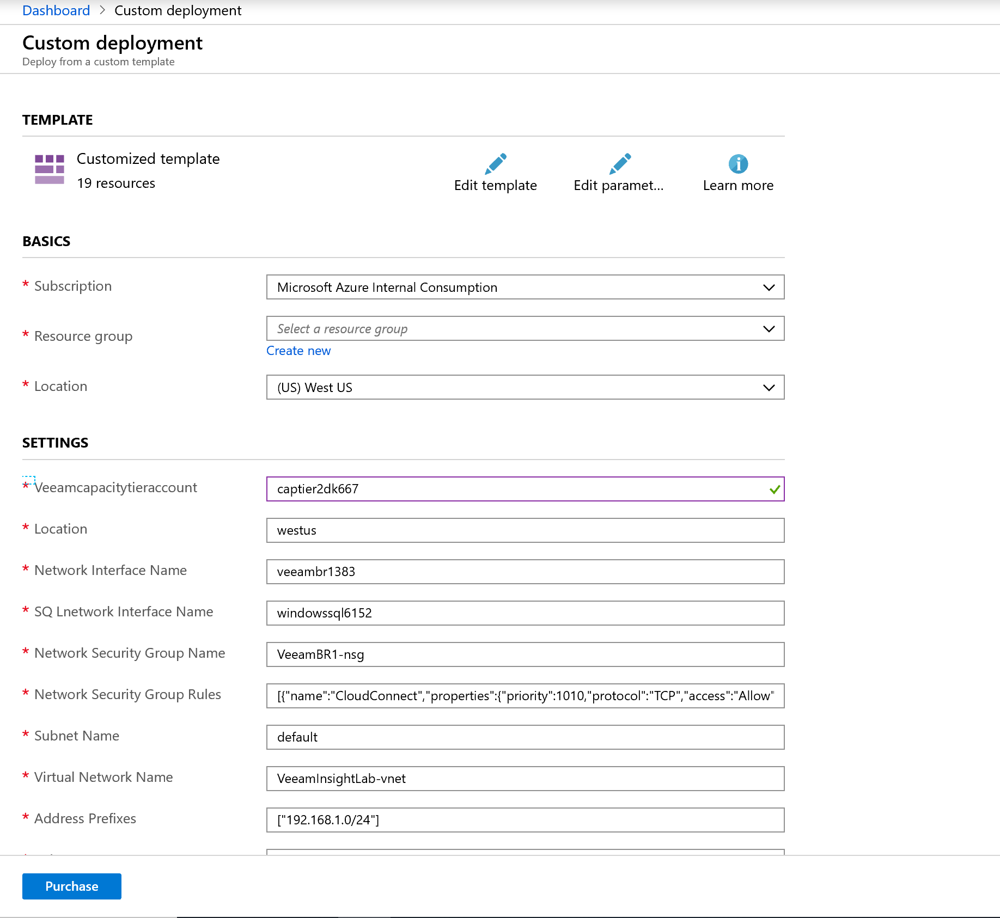 Dashboard > Custom deployment
Custom deployment
Deploy from a custom template
TEMPLATE
Customized template
19 resources
Edit template
Edit paramet...
Learn more
BASICS
* Subscription
Microsoft Azure Internal Consumption
* Resource group
Select a resource group
Create new
* Location
(US) West US
SETTINGS
* Veeamcapacitytieraccount
captier2dk667
* Location
westus
* Network Interface Name
veeambr1383
* SQ Lnetwork Interface Name
windowssql6152
* Network Security Group Name
VeeamBR1-nsg
* Network Security Group Rules
[{"name":"CloudConnect","properties":{"priority":1010,"protocol":"TCP","access":"Allow"
* Subnet Name
default
* Virtual Network Name
VeeamInsightLab-vnet
* Address Prefixes
["192.168.1.0/24"]
Purchase